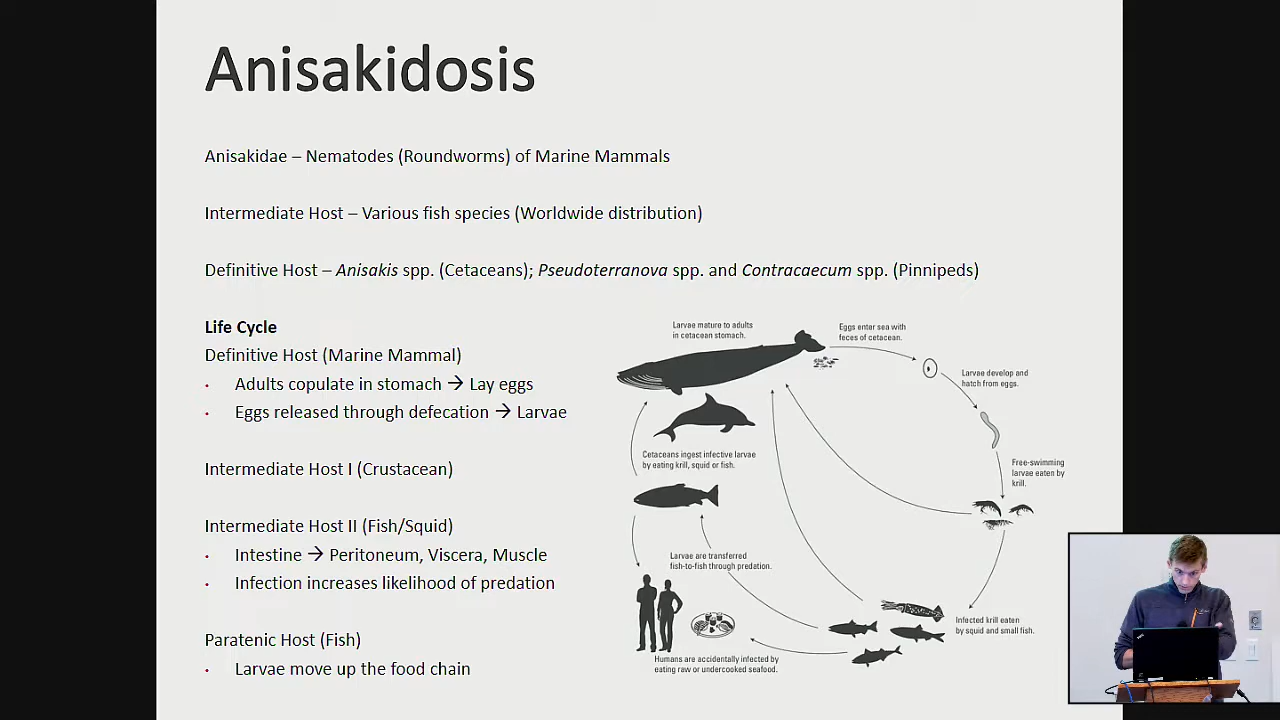 Anisakidosis
Anisakidae – Nematodes (Roundworms) of Marine Mammals
Intermediate Host – Various fish species (Worldwide distribution)
Definitive Host – Anisakis spp. (Cetaceans); Pseudoterranova spp. and Contracaecum spp. (Pinnipeds)
Life Cycle
Definitive Host (Marine Mammal)
• Adults copulate in stomach → Lay eggs
• Eggs released through defecation → Larvae
Intermediate Host I (Crustacean)
Intermediate Host II (Fish/Squid)
• Intestine → Peritoneum, Viscera, Muscle
• Infection increases likelihood of predation
Paratenic Host (Fish)
• Larvae move up the food chain
Larvae mature to adults
in cetacean stomach.
Eggs enter sea with
feces of cetacean.
Larvae develop and
hatch from eggs.
Free-swimming
larvae eaten by
krill.
Cetaceans ingest infective larvae
by eating krill, squid or fish.
Larvae are transferred
fish-to-fish through predation.
Infected krill eaten
by squid and small fish.
Humans are accidentally infected by
eating raw or undercooked seafood.